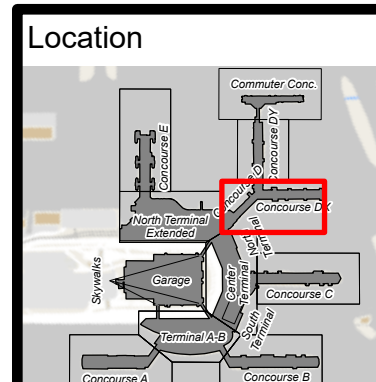 Location
Commuter Conc.
Concourse E
Concourse DY
Concourse D
Concourse DX
North Terminal
Extended
North
Terminal
Skywalks
Garage
Center
Terminal
Concourse C
South
Terminal
Terminal A-B
Concourse A
Concourse B